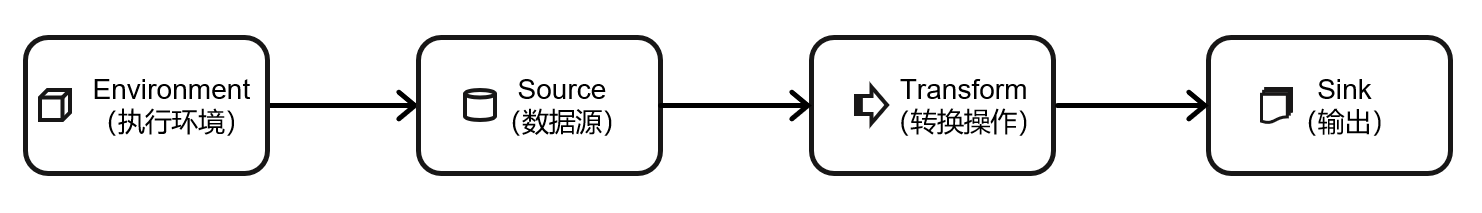 Environment
(执行环境)
Source
(数据源)
Transform
(转换操作)
Sink
(输出)